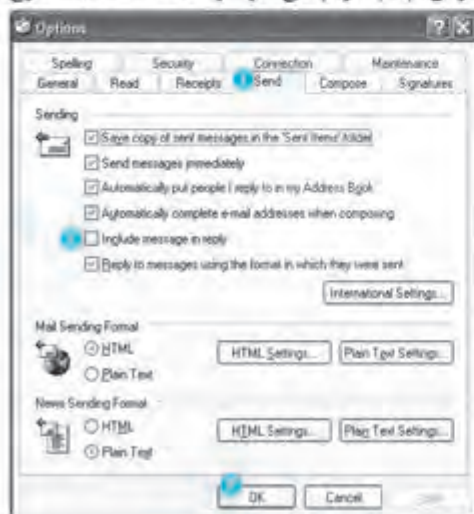 Options
Spelling Security Connection Maintenance
General Read Receipts Send Compose Signatures
Sending
Save copy of sent messages in the 'Sent Items' folder
Send messages immediately
Automatically put people I reply to in my Address Book
Automatically complete e-mail addresses when composing
Include message in reply
Reply to messages using the format in which they were sent
International Settings...
Mail Sending Format
HTML HTML Settings... Plain Text Settings...
Plain Text
News Sending Format
HTML HTML Settings... Plain Text Settings...
Plain Text
OK Cancel